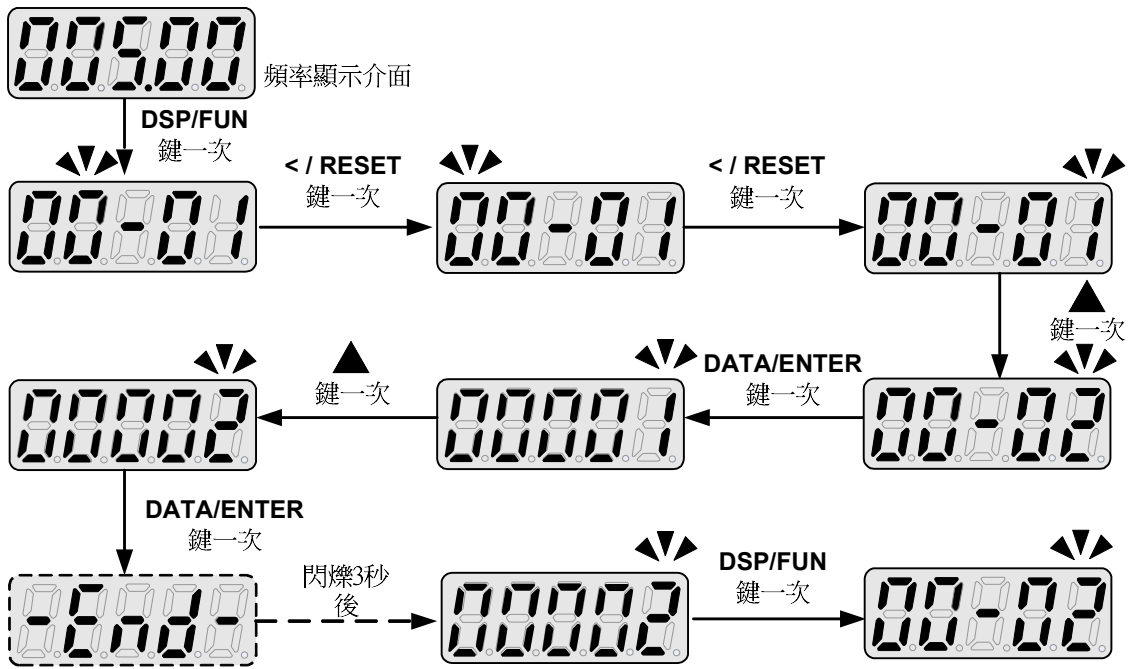 005.00
頻率顯示介面
DSP/FUN
鍵一次
00-01
< / RESET
鍵一次
00-01
< / RESET
鍵一次
00-01
▲
鍵一次
00-02
DATA/ENTER
鍵一次
00001
▲
鍵一次
00002
DATA/ENTER
鍵一次
-End-
閃爍3秒
後
00002
DSP/FUN
鍵一次
00-02